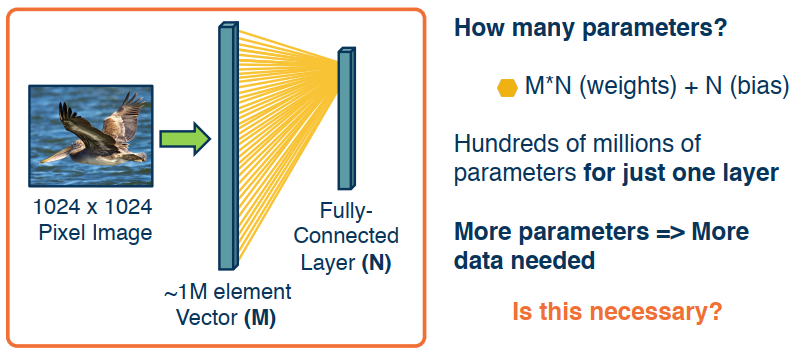 How many parameters?
M*N (weights) + N (bias)
Hundreds of millions of
parameters for just one layer
More parameters => More
data needed
Is this necessary?
1024 x 1024
Pixel Image
~1M element
Vector (M)
Fully-
Connected
Layer (N)